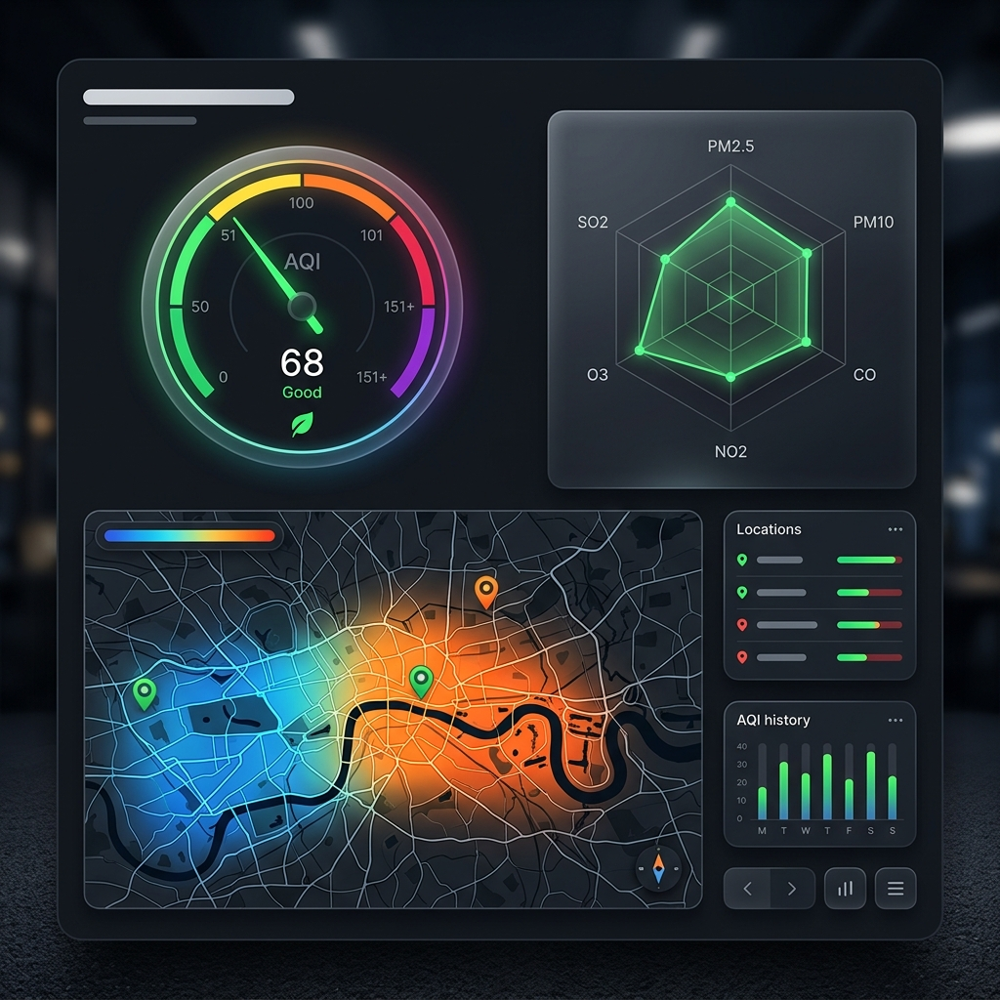 100
51
101
AQI
50
151+
68
0
151+
Good
PM2.5
SO2
PM10
O3
CO
NO2
Locations
AQI history
40
30
20
10
0
M T W T F S S